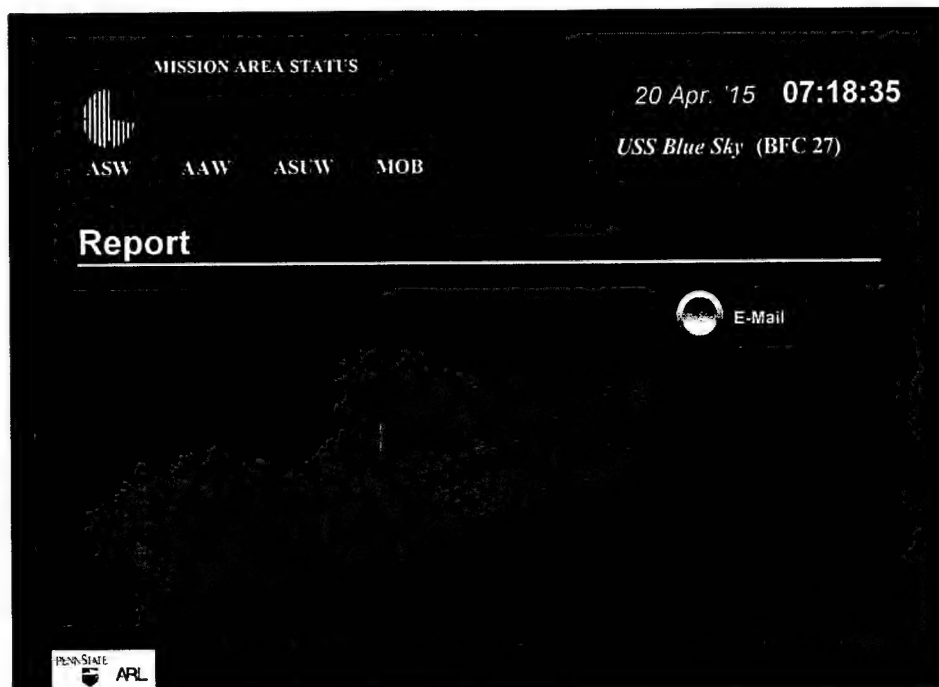 MISSION AREA STATUS
20 Apr. '15 07:18:35
USS Blue Sky (BFC 27)
ASW AAW ASUW MOB
Report
E-Mail
PENNSTATE
ARL